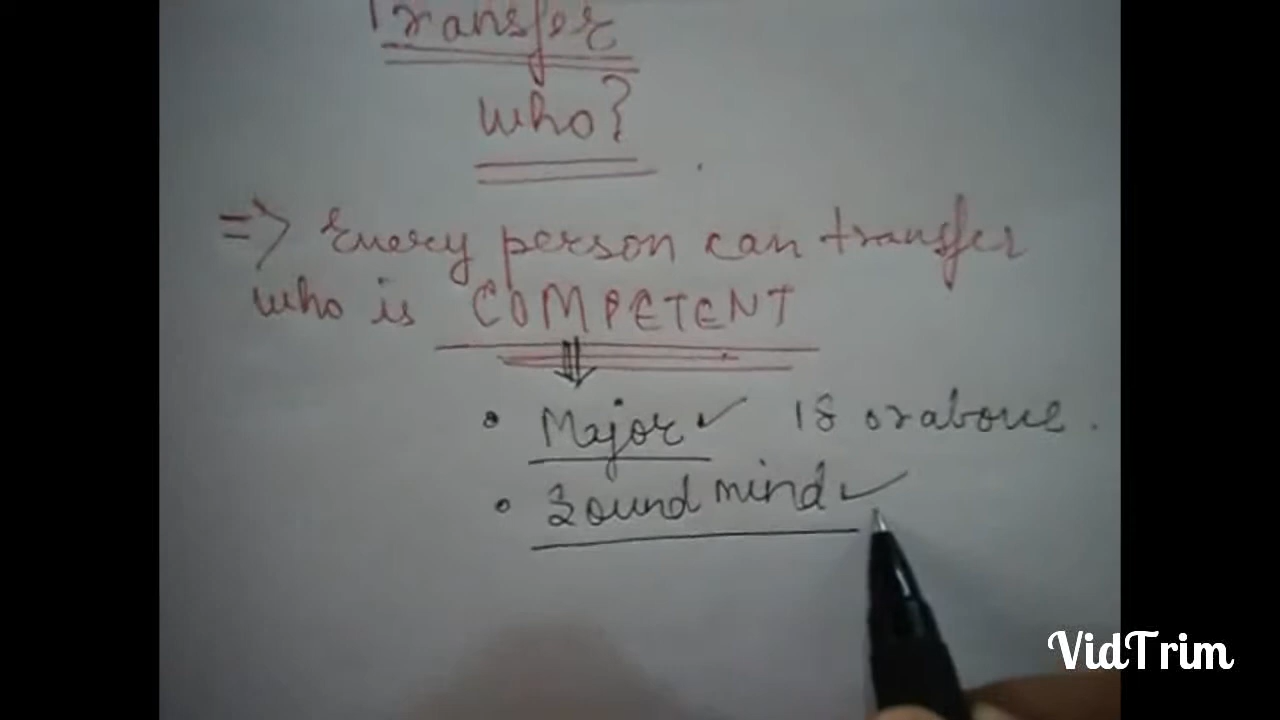 Transfer
who?
=> Every person can transfer
who is COMPETENT
• Major ✓ 18 or above.
• Sound mind ✓
VidTrim